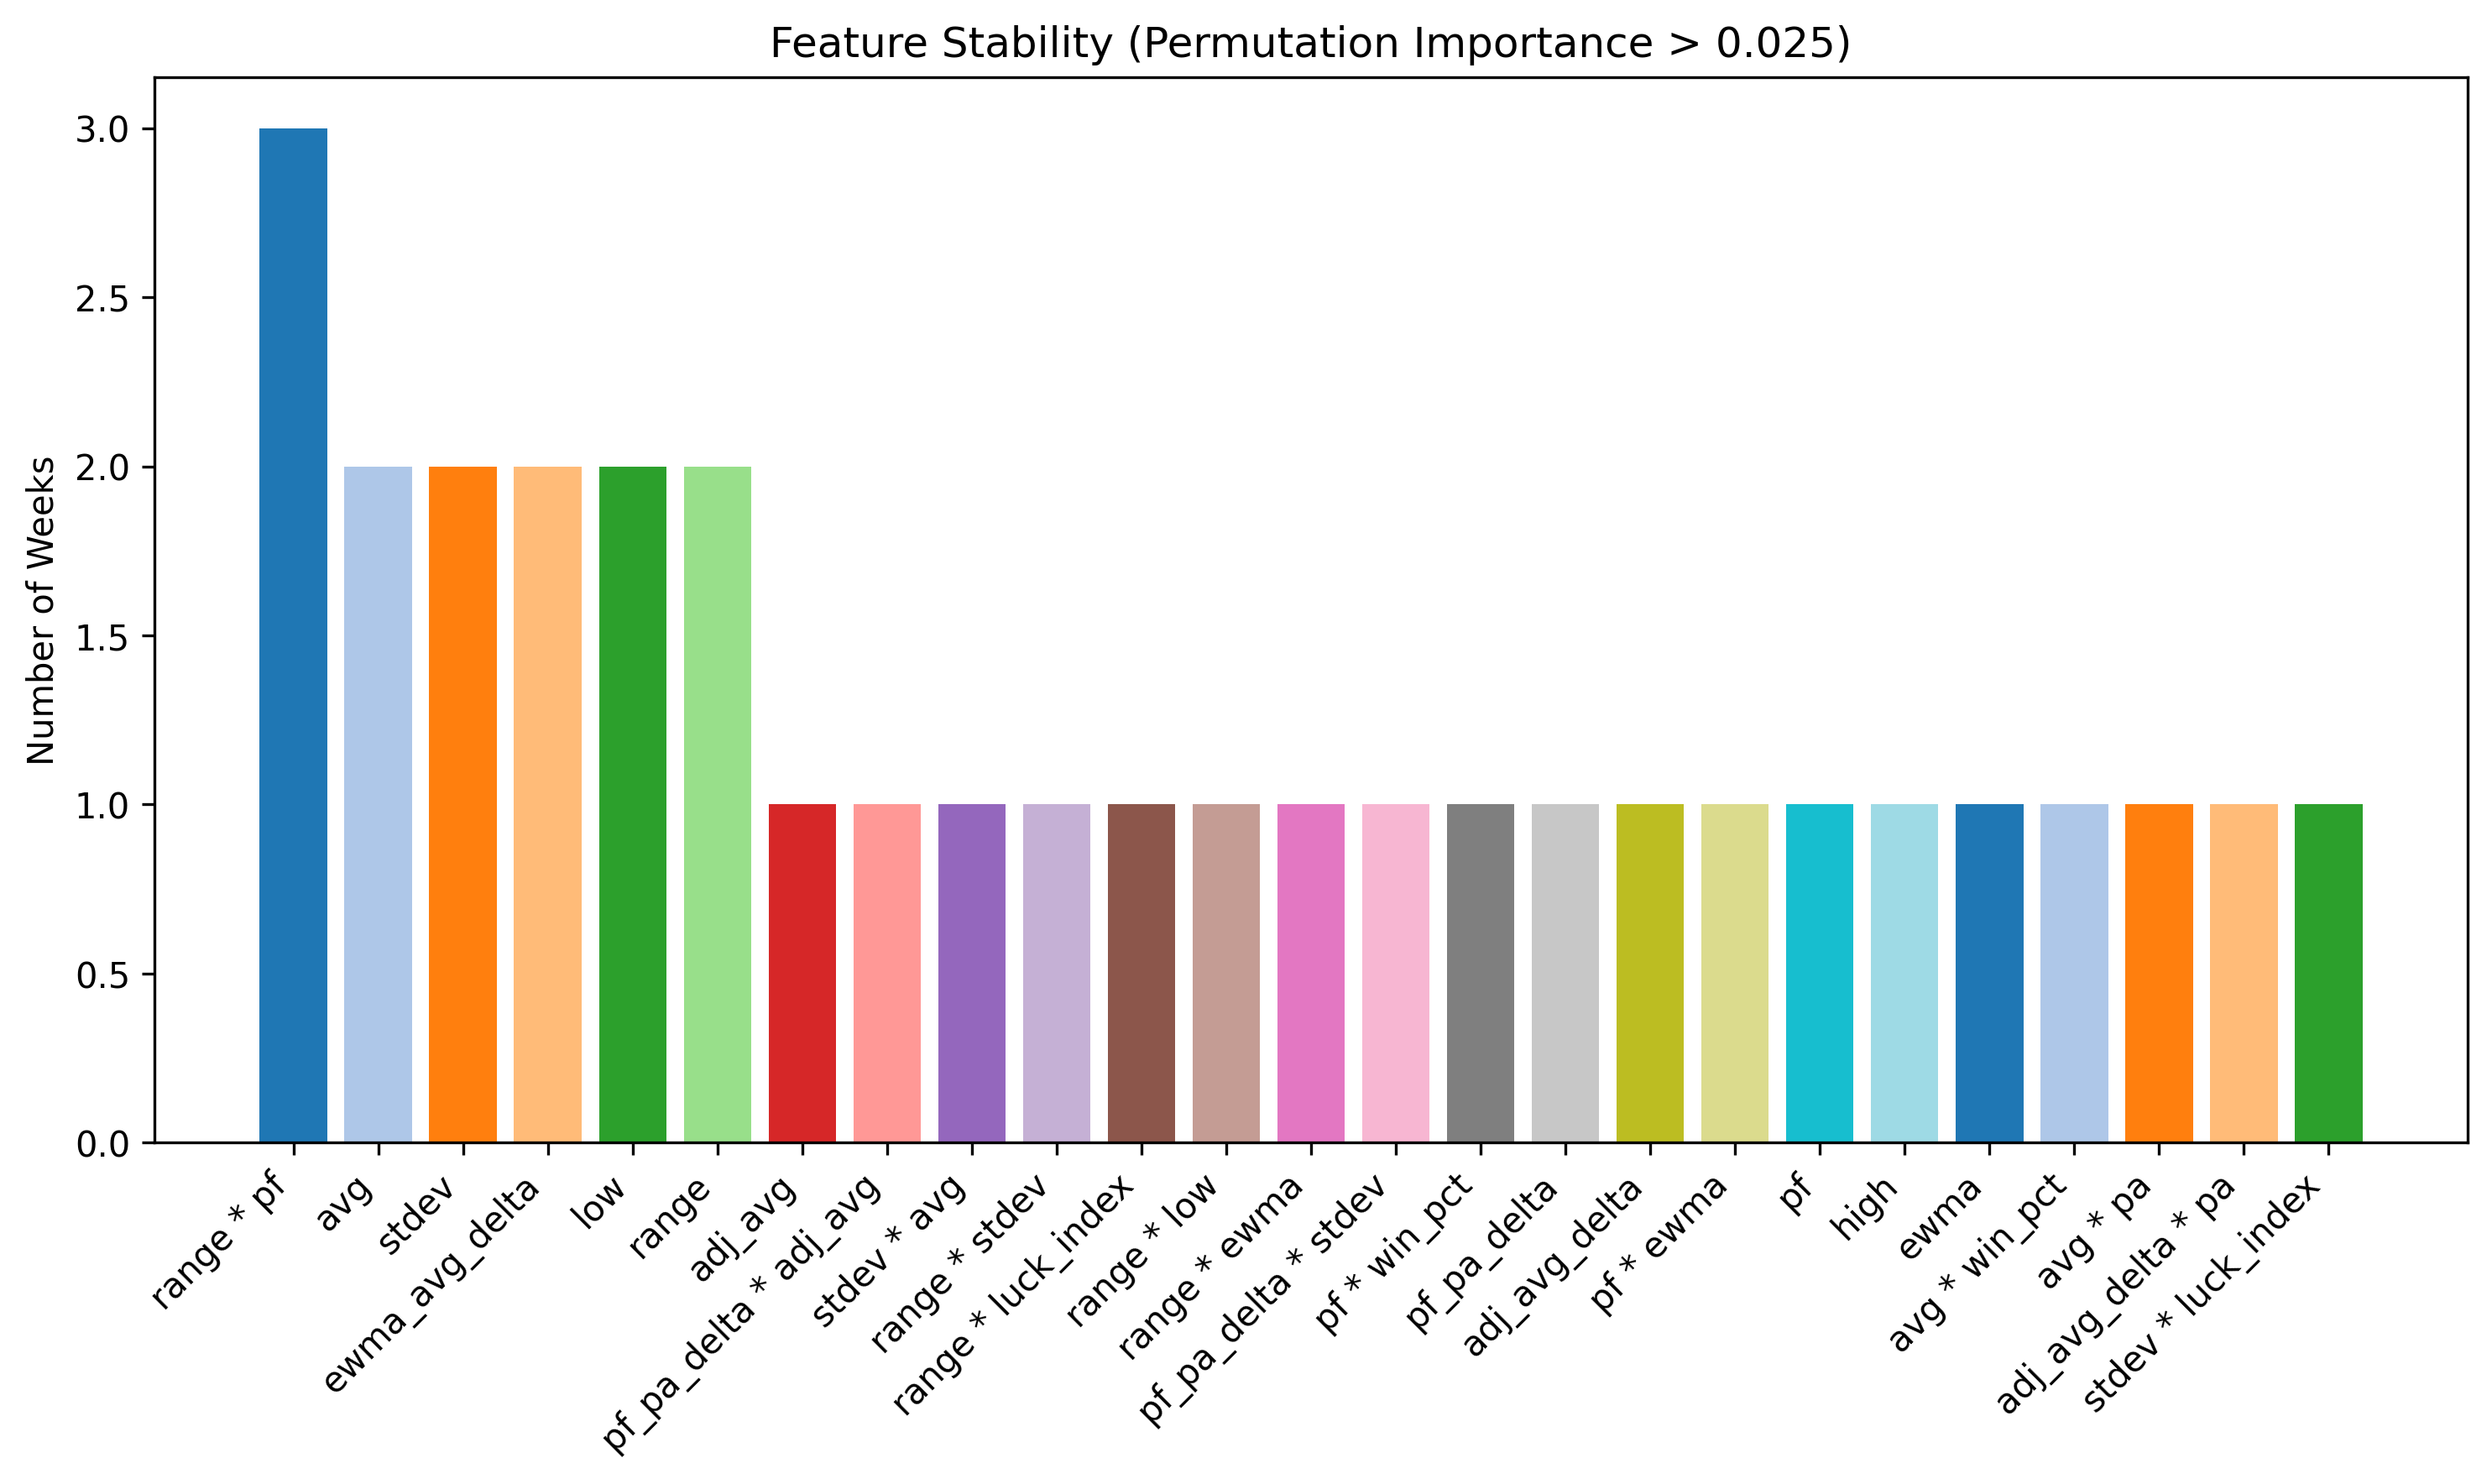 Feature Stability (Permutation Importance > 0.025)
Number of Weeks
3.0
2.5
2.0
1.5
1.0
0.5
0.0
range * pf
avg
stdev
ewma_avg_delta
low
range
adj_avg
pf_pa_delta * adj_avg
stdev * avg
range * stdev
range * luck_index
range * low
range * ewma
pf_pa_delta * stdev
pf * win_pct
pf_pa_delta
adj_avg_delta
pf * ewma
pf
high
ewma
avg * win_pct
avg * pa
adj_avg_delta * pa
stdev * luck_index